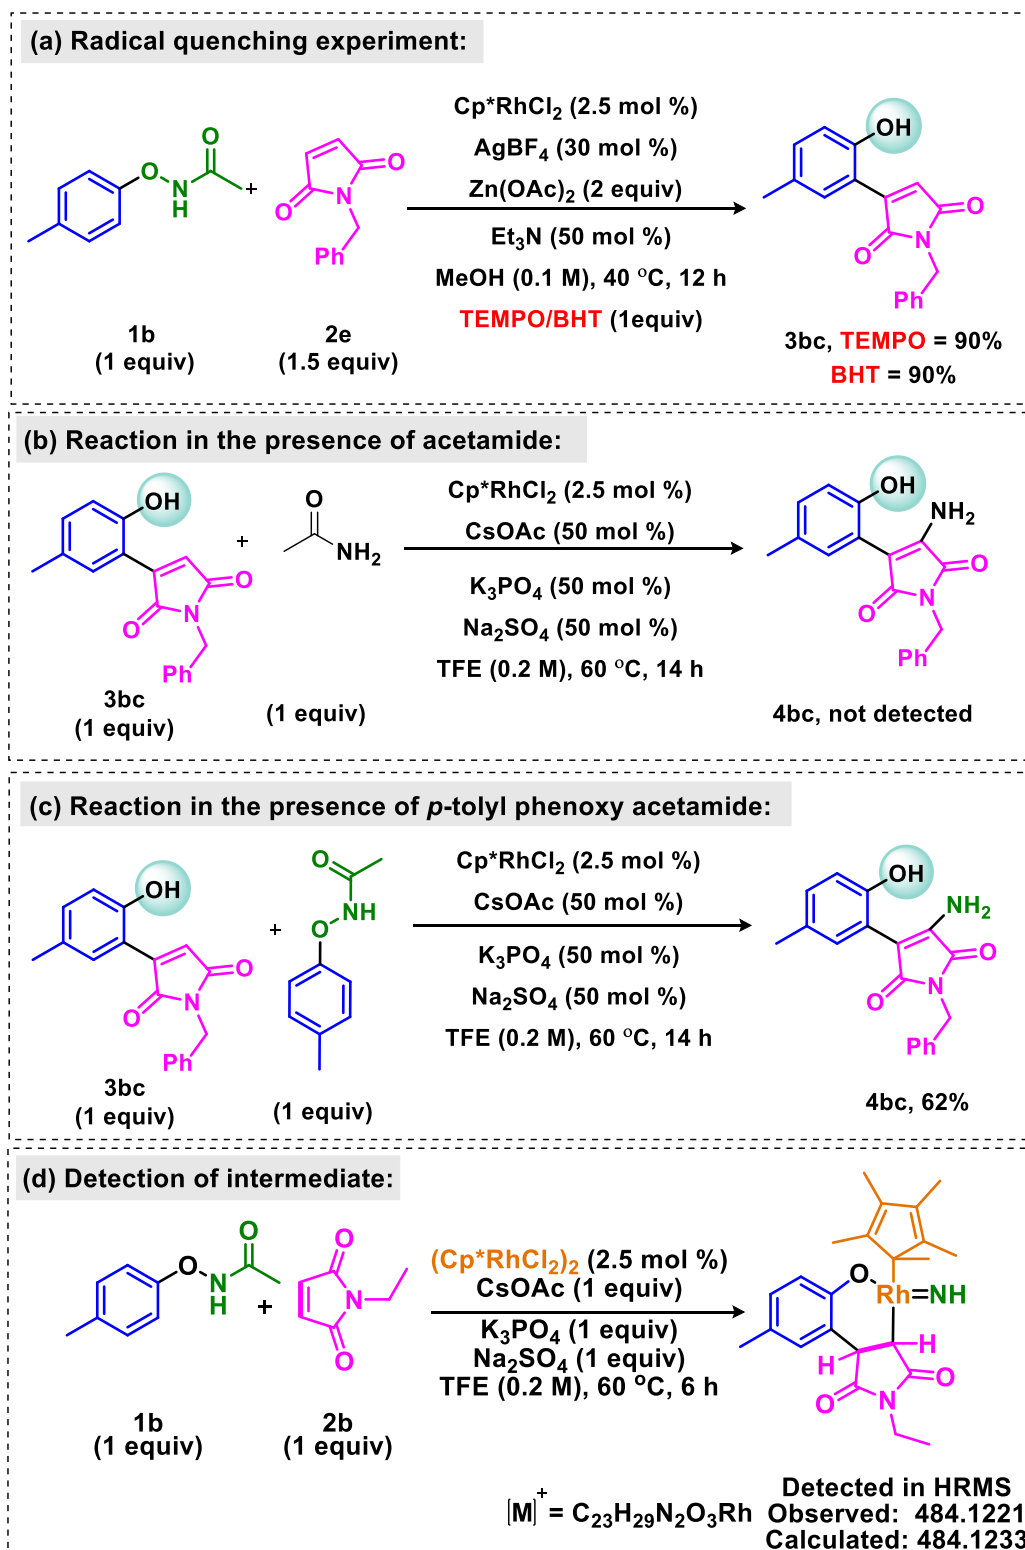 (a) Radical quenching experiment:
Cp*RhCl₂ (2.5 mol %)
AgBF₄ (30 mol %)
Zn(OAc)₂ (2 equiv)
Et₃N (50 mol %)
MeOH (0.1 M), 40 °C, 12 h
TEMPO/BHT (1equiv)
O
O
N
H
+
O
O
N
Ph
OH
O
O
N
Ph
1b
(1 equiv)
2e
(1.5 equiv)
3bc, TEMPO = 90%
BHT = 90%
(b) Reaction in the presence of acetamide:
OH
O
O
N
Ph
+
O
NH₂
Cp*RhCl₂ (2.5 mol %)
CsOAc (50 mol %)
K₃PO₄ (50 mol %)
Na₂SO₄ (50 mol %)
TFE (0.2 M), 60 °C, 14 h
OH
NH₂
O
O
N
Ph
3bc
(1 equiv)
(1 equiv)
4bc, not detected
(c) Reaction in the presence of p-tolyl phenoxy acetamide:
OH
O
O
N
Ph
+
O
NH
O
Cp*RhCl₂ (2.5 mol %)
CsOAc (50 mol %)
K₃PO₄ (50 mol %)
Na₂SO₄ (50 mol %)
TFE (0.2 M), 60 °C, 14 h
OH
NH₂
O
O
N
Ph
3bc
(1 equiv)
(1 equiv)
4bc, 62%
(d) Detection of intermediate:
O
O
N
H
+
O
N
O
(Cp*RhCl₂)₂ (2.5 mol %)
CsOAc (1 equiv)
K₃PO₄ (1 equiv)
Na₂SO₄ (1 equiv)
TFE (0.2 M), 60 °C, 6 h
O
Rh=NH
H
H
O
O
N
1b
(1 equiv)
2b
(1 equiv)
[M]⁺ = C₂₃H₂₉N₂O₃Rh
Detected in HRMS
Observed: 484.1221
Calculated: 484.1233